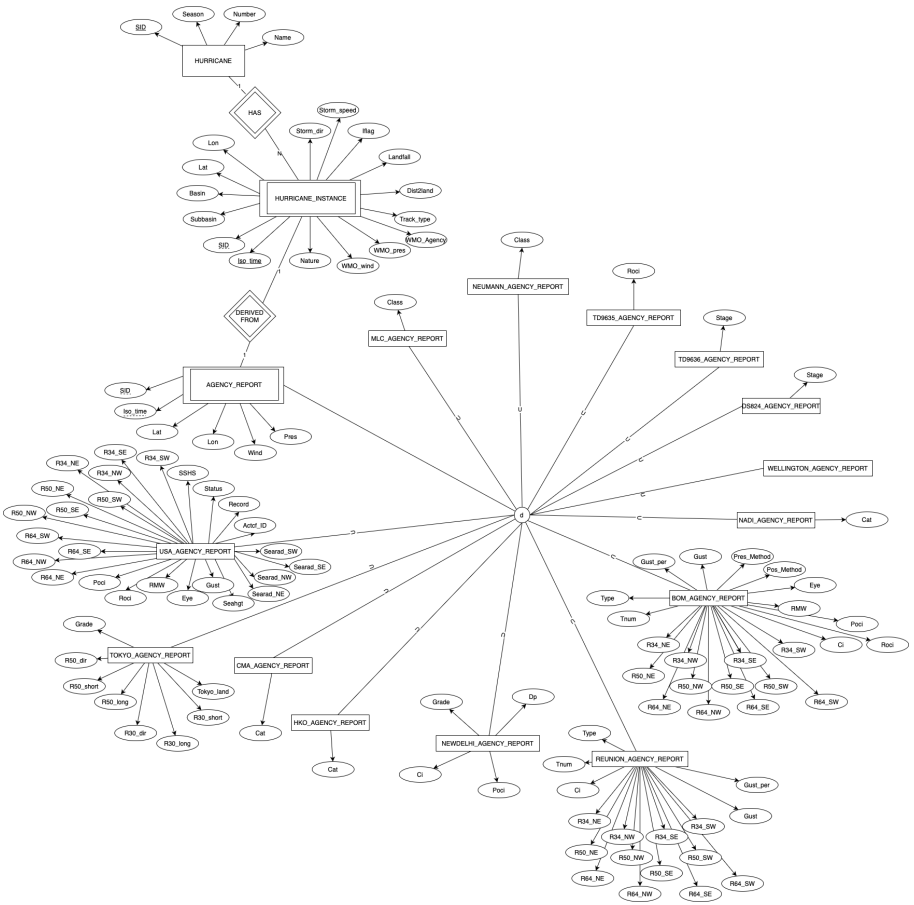 SID
Season
Number
Name
HURRICANE
1
HAS
N
Storm_speed
Storm_dir
Iflag
Lon
Landfall
Lat
Basin
Dist2land
HURRICANE_INSTANCE
Subbasin
Track_type
SID
WMO_Agency
Iso_time
Nature
WMO_pres
WMO_wind
1
DERIVED
FROM
1
AGENCY_REPORT
SID
Iso_time
Lat
Lon
Wind
Pres
Class
MLC_AGENCY_REPORT
Class
NEUMANN_AGENCY_REPORT
Roci
TD9635_AGENCY_REPORT
Stage
TD9636_AGENCY_REPORT
Stage
DS824_AGENCY_REPORT
WELLINGTON_AGENCY_REPORT
NADI_AGENCY_REPORT
Cat
d
U
U
U
U
U
U
U
U
U
U
U
U
U
U
R34_SE
R34_SW
R34_NE
R34_NW
SSHS
R50_NE
R50_SW
Status
R50_NW
R50_SE
Record
R64_SW
Actcf_ID
R64_SE
USA_AGENCY_REPORT
Searad_SW
R64_NW
Searad_SE
R64_NE
Poci
RMW
Gust
Searad_NW
Roci
Eye
Seahgt
Searad_NE
Grade
TOKYO_AGENCY_REPORT
R50_dir
R50_short
R50_long
Tokyo_land
R30_short
R30_dir
R30_long
CMA_AGENCY_REPORT
Cat
HKO_AGENCY_REPORT
Cat
Grade
Dp
NEWDELHI_AGENCY_REPORT
Ci
Poci
Gust_per
Gust
Pres_Method
Pos_Method
Eye
Type
BOM_AGENCY_REPORT
RMW
Tnum
Poci
R34_NE
Ci
Roci
R34_NW
R34_SE
R34_SW
R50_NE
R50_NW
R50_SE
R50_SW
R64_NE
R64_NW
R64_SE
R64_SW
Type
REUNION_AGENCY_REPORT
Tnum
Ci
Gust_per
Gust
R34_NE
R34_NW
R34_SE
R34_SW
R50_NE
R50_NW
R50_SE
R50_SW
R64_NE
R64_NW
R64_SE
R64_SW